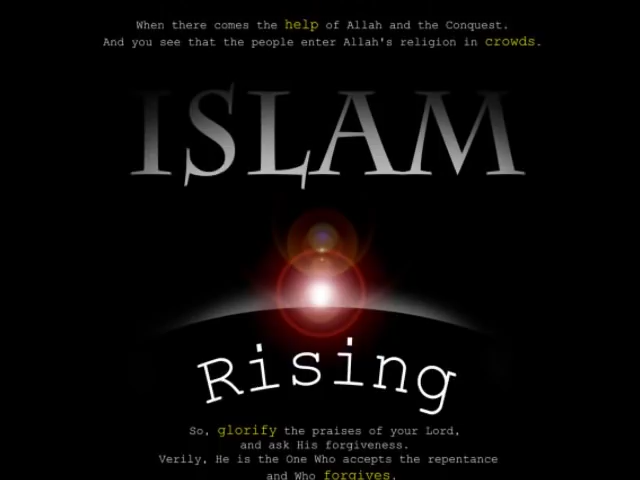 When there comes the help of Allah and the Conquest.
And you see that the people enter Allah's religion in crowds.
ISLAM
Rising
So, glorify the praises of your Lord,
and ask His forgiveness.
Verily, He is the One Who accepts the repentance
and Who forgives.